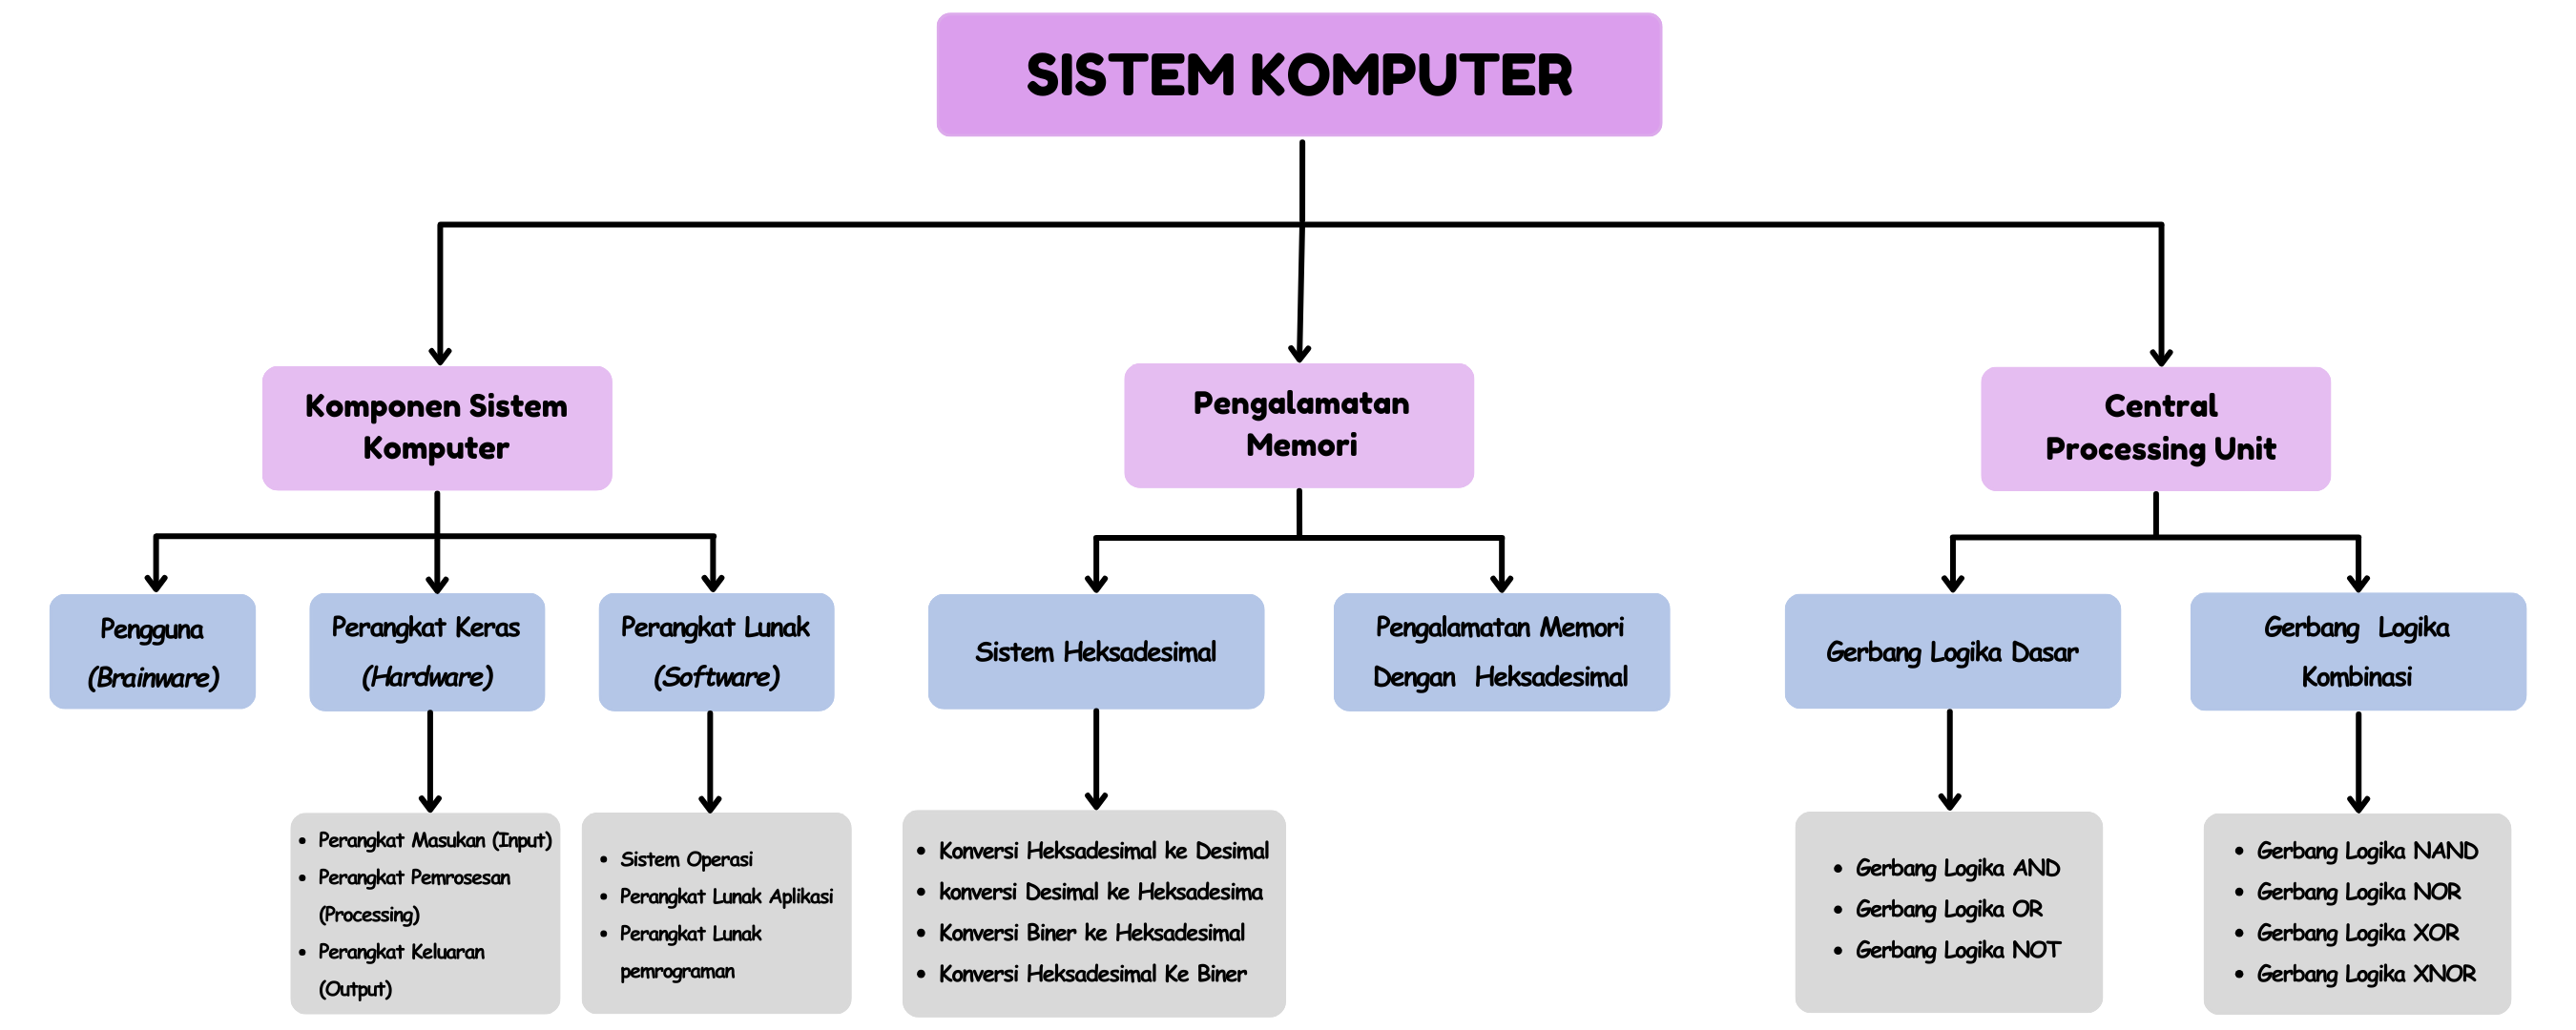 SISTEM KOMPUTER
Komponen Sistem
Komputer
Pengalamatan
Memori
Central
Processing Unit
Pengguna
(Brainware)
Perangkat Keras
(Hardware)
Perangkat Lunak
(Software)
Sistem Heksadesimal
Pengalamatan Memori
Dengan Heksadesimal
Gerbang Logika Dasar
Gerbang Logika
Kombinasi
• Perangkat Masukan (Input)
• Perangkat Pemrosesan
(Processing)
• Perangkat Keluaran
(Output)
• Sistem Operasi
• Perangkat Lunak Aplikasi
• Perangkat Lunak
pemrograman
• Konversi Heksadesimal ke Desimal
• konversi Desimal ke Heksadesima
• Konversi Biner ke Heksadesimal
• Konversi Heksadesimal Ke Biner
• Gerbang Logika AND
• Gerbang Logika OR
• Gerbang Logika NOT
• Gerbang Logika NAND
• Gerbang Logika NOR
• Gerbang Logika XOR
• Gerbang Logika XNOR